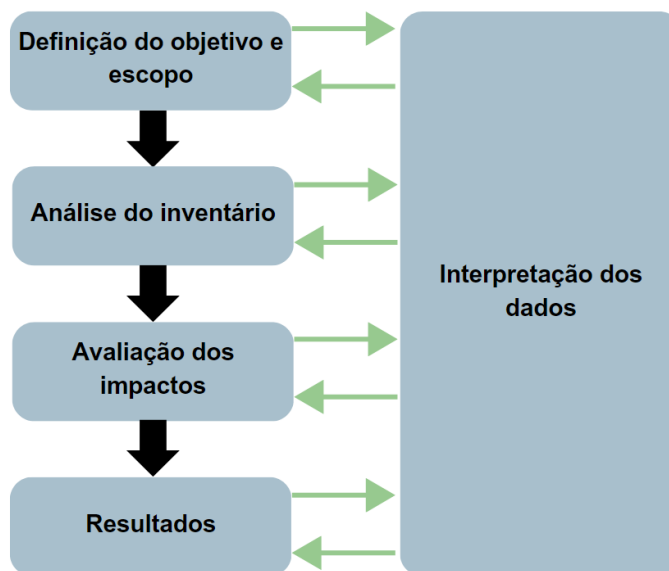 Definição do objetivo e
escopo
Análise do inventário
Avaliação dos
impactos
Resultados
Interpretação dos
dados